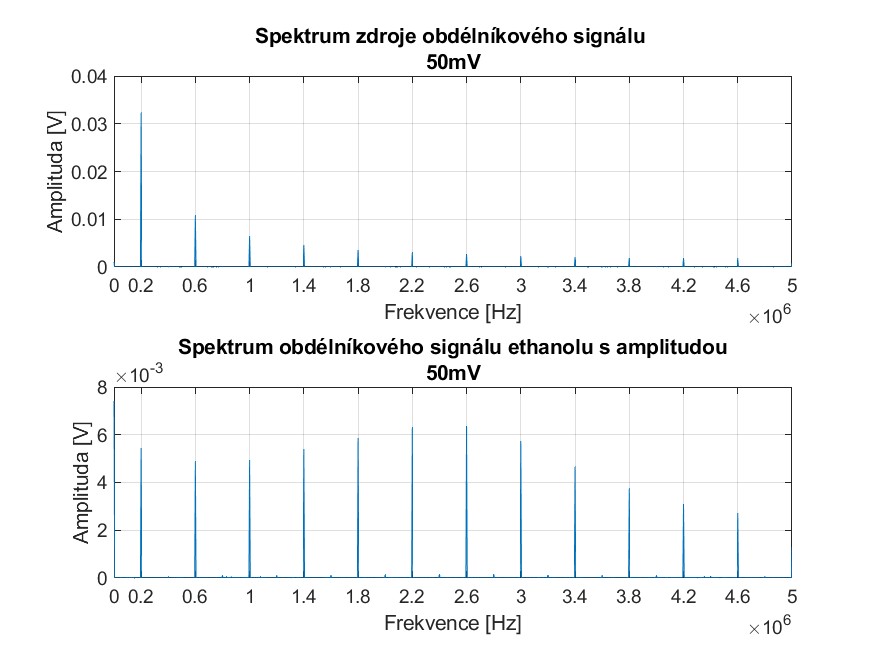 Spektrum zdroje obdélníkového signálu
50mV
0.04
0.03
0.02
0.01
0
Amplituda [V]
0 0.2 0.6 1 1.4 1.8 2.2 2.6 3 3.4 3.8 4.2 4.6 5
Frekvence [Hz]
×10^6
Spektrum obdélníkového signálu ethanolu s amplitudou
50mV
×10^-3
8
6
4
2
0
Amplituda [V]
0 0.2 0.6 1 1.4 1.8 2.2 2.6 3 3.4 3.8 4.2 4.6 5
Frekvence [Hz]
×10^6